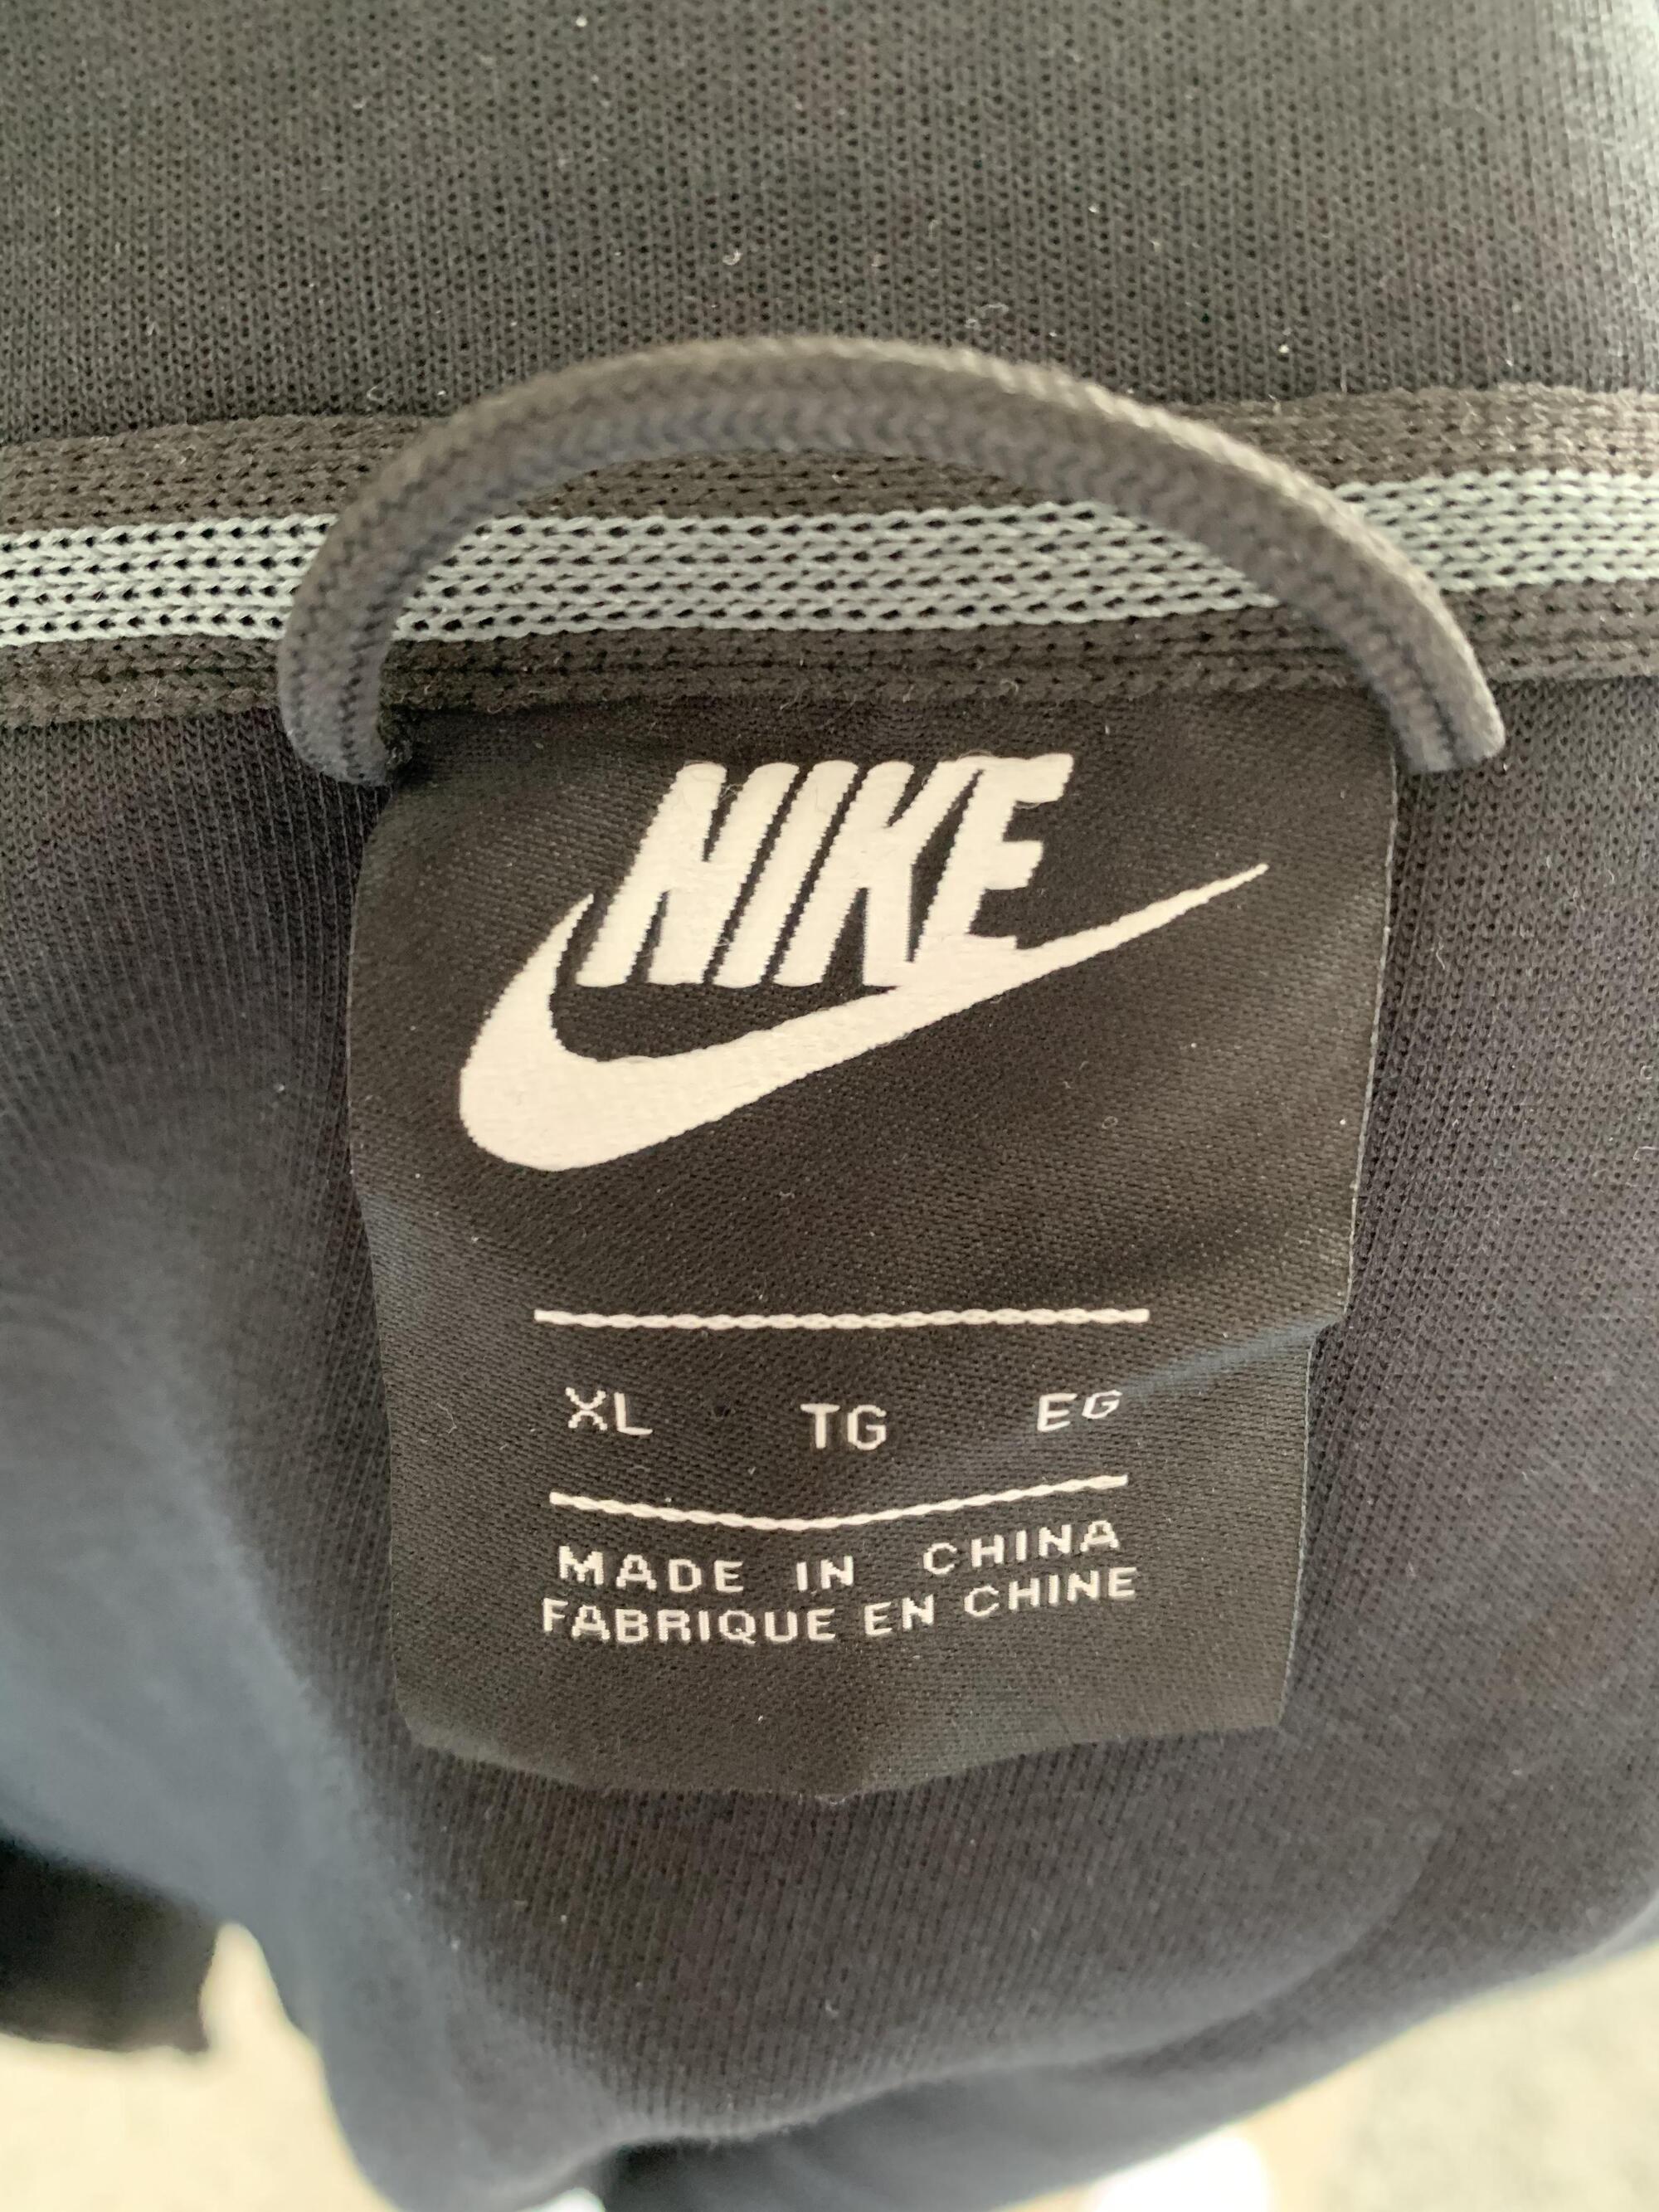 NIKE
XL TG EG
MADE IN CHINA
FABRIQUE EN CHINE